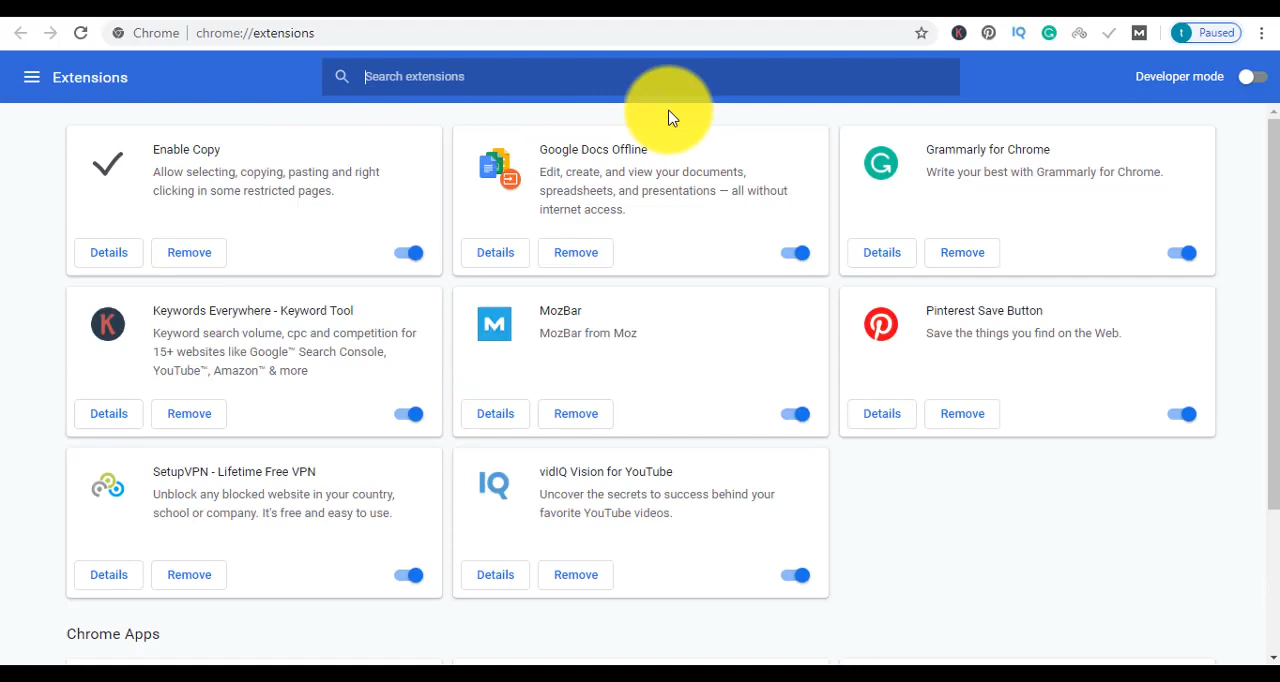 Chrome | chrome://extensions
t Paused
Extensions
Search extensions
Developer mode
Enable Copy
Allow selecting, copying, pasting and right
clicking in some restricted pages.
Details Remove
Google Docs Offline
Edit, create, and view your documents,
spreadsheets, and presentations — all without
internet access.
Details Remove
Grammarly for Chrome
Write your best with Grammarly for Chrome.
Details Remove
Keywords Everywhere - Keyword Tool
Keyword search volume, cpc and competition for
15+ websites like Google™ Search Console,
YouTube™, Amazon™ & more
Details Remove
MozBar
MozBar from Moz
Details Remove
Pinterest Save Button
Save the things you find on the Web.
Details Remove
SetupVPN - Lifetime Free VPN
Unblock any blocked website in your country,
school or company. It's free and easy to use.
Details Remove
IQ
vidIQ Vision for YouTube
Uncover the secrets to success behind your
favorite YouTube videos.
Details Remove
Chrome Apps